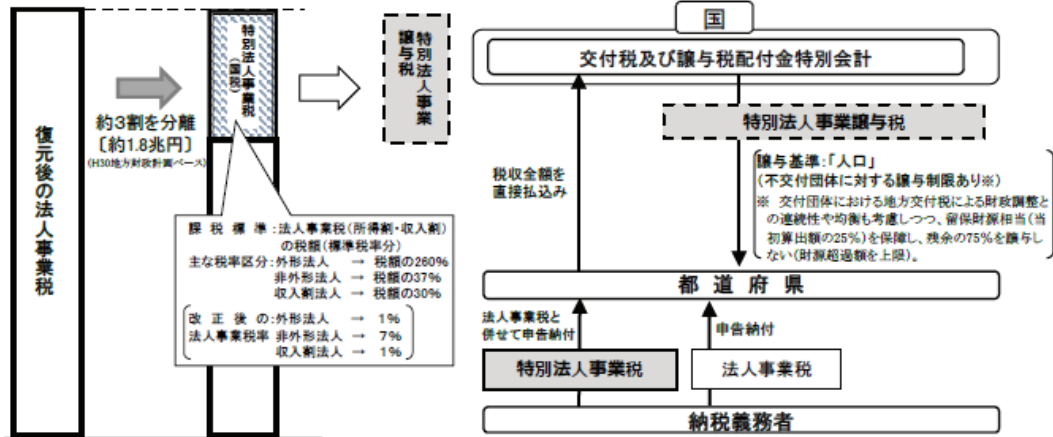 復元後の法人事業税
約3割を分離
〔約1.8兆円〕
(H30地方財政計画ベース)
特別法人事業税
(国税)
特別法人事業
譲与税
課税標準:法人事業税(所得割・収入割)
の税額(標準税率分)
主な税率区分:外形法人 → 税額の260%
非外形法人 → 税額の37%
収入割法人 → 税額の30%
改正後の:外形法人 → 1%
法人事業税率 非外形法人 → 7%
収入割法人 → 1%
国
交付税及び譲与税配付金特別会計
特別法人事業譲与税
税収全額を
直接払込み
譲与基準:「人口」
(不交付団体に対する譲与制限あり※)
※ 交付団体における地方交付税による財政調整と
の連続性や均衡も考慮しつつ、留保財源相当(当
初算出額の25%)を保障し、残余の75%を譲与し
ない(財源超過額を上限)。
都道府県
法人事業税と
併せて申告納付
申告納付
特別法人事業税
法人事業税
納税義務者